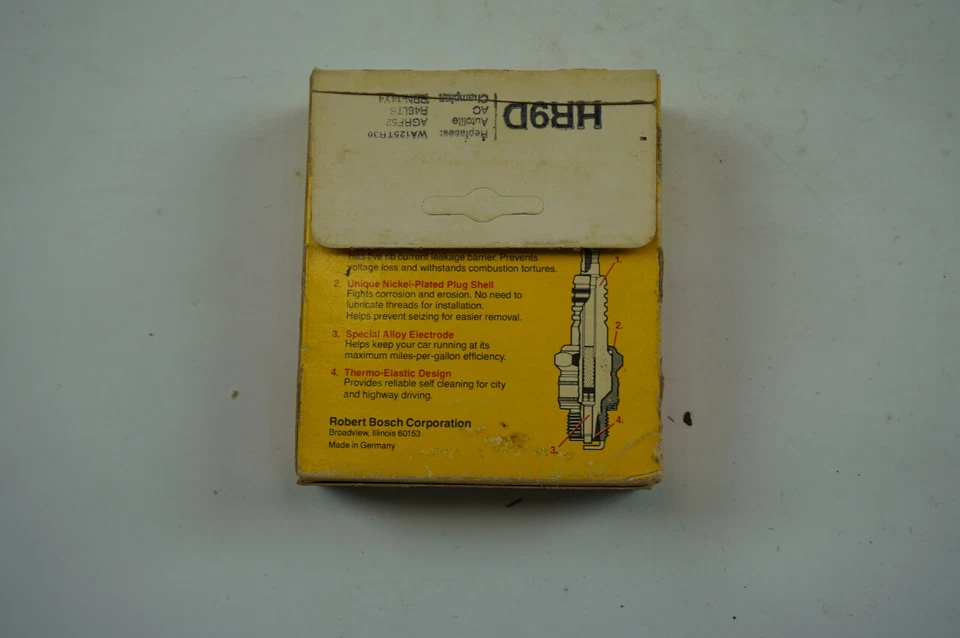 HR9D
Replaces: WA125TR30
Autolite AGRF52
AC R46LTS
Champion RBN-14Y4
Has five rib current leakage barrier. Prevents
voltage loss and withstands combustion tortures.
2. Unique Nickel-Plated Plug Shell
Fights corrosion and erosion. No need to
lubricate threads for installation.
Helps prevent seizing for easier removal.
3. Special Alloy Electrode
Helps keep your car running at its
maximum miles-per-gallon efficiency.
4. Thermo-Elastic Design
Provides reliable self cleaning for city
and highway driving.
Robert Bosch Corporation
Broadview, Illinois 60153
Made in Germany
1.
2.
4.
3.